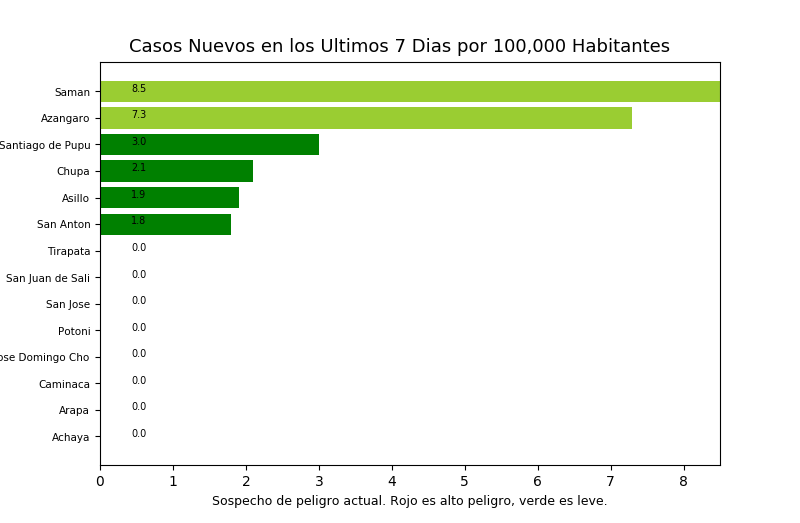 Casos Nuevos en los Ultimos 7 Dias por 100,000 Habitantes
Saman 8.5
Azangaro 7.3
Santiago de Pupu 3.0
Chupa 2.1
Asillo 1.9
San Anton 1.8
Tirapata 0.0
San Juan de Sali 0.0
San Jose 0.0
Potoni 0.0
ose Domingo Cho 0.0
Caminaca 0.0
Arapa 0.0
Achaya 0.0
0 1 2 3 4 5 6 7 8
Sospecho de peligro actual. Rojo es alto peligro, verde es leve.